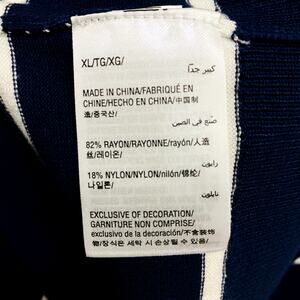 XL/TG/XG/
كبير جدًا
MADE IN CHINA/FABRIQUÉ EN
CHINE/HECHO EN CHINA/中国制
造/중국산/
صنع في الصين
82% RAYON/RAYONNE/rayón/人造
丝/레이온/
رايون
18% NYLON/NYLON/nilón/锦纶/
나일론/
نايلون
EXCLUSIVE OF DECORATION/
GARNITURE NON COMPRISE/
exclusivo de la decoración/不含装饰
物/장식은 세탁 시 손상될 수 있음/